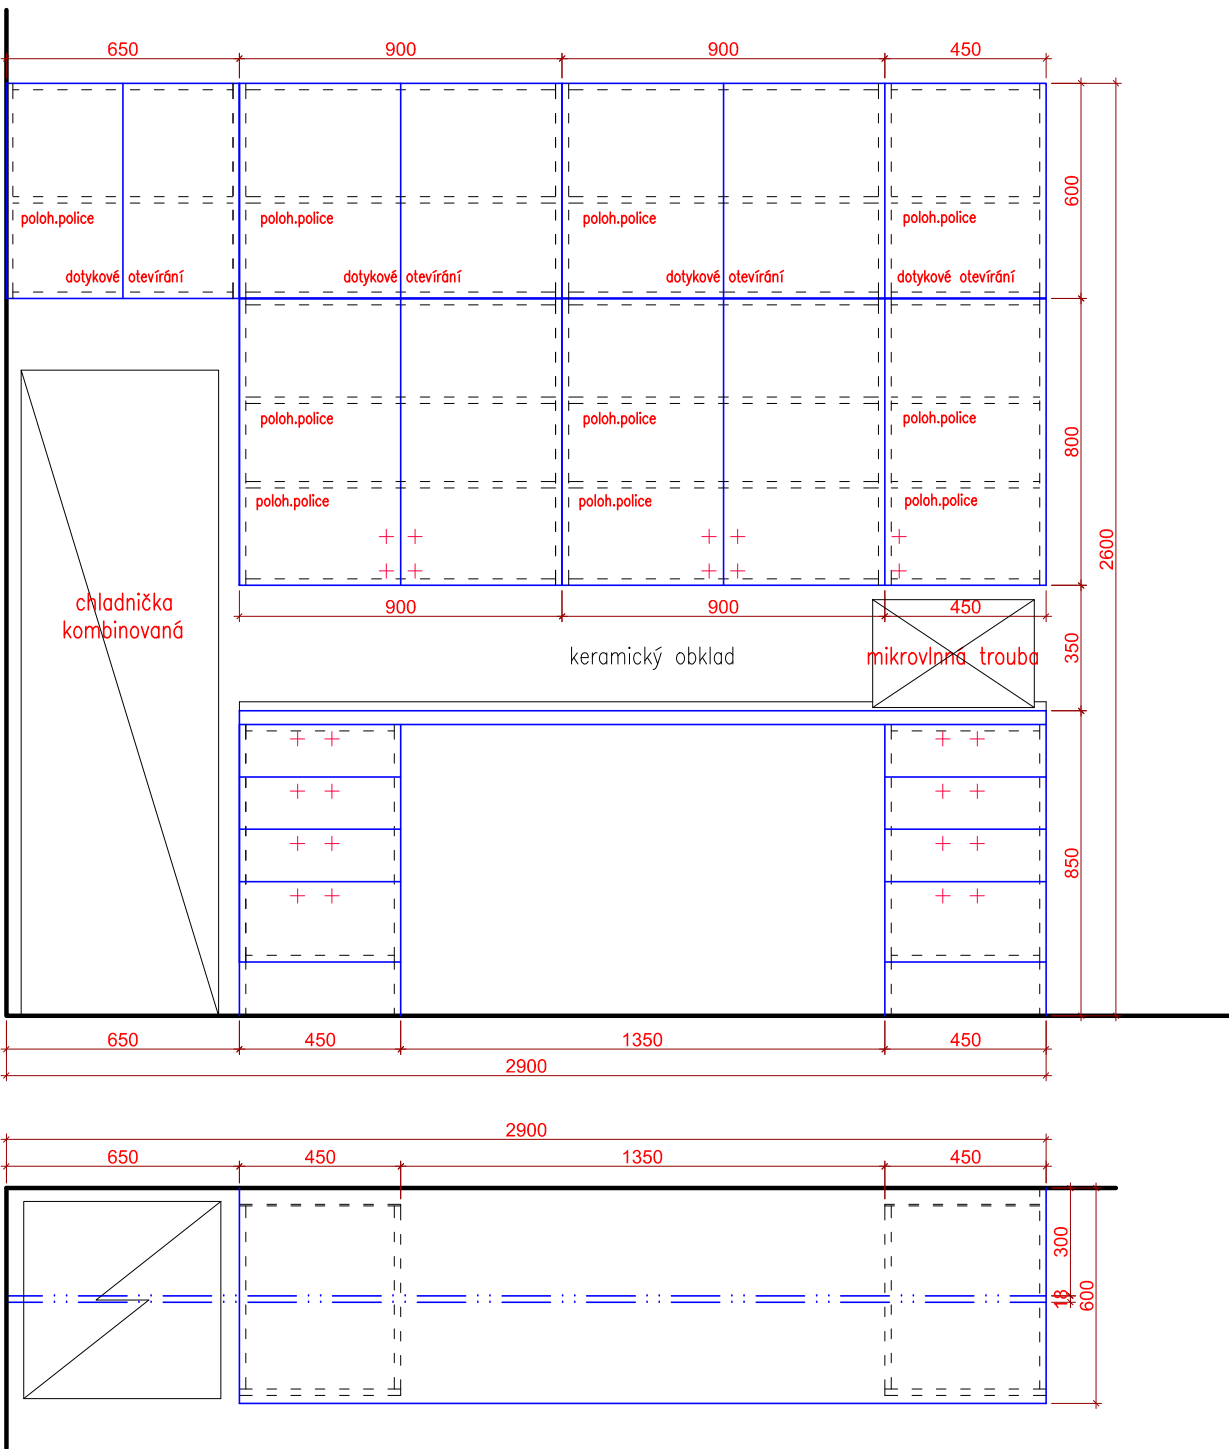 650 900 900 450
poloh.police poloh.police poloh.police poloh.police
600
dotykové otevírání dotykové otevírání dotykové otevírání dotykové otevírání
poloh.police poloh.police poloh.police
800
poloh.police poloh.police poloh.police
2600
chladnička
kombinovaná
900 900 450
keramický obklad
mikrovlnná trouba
350
850
650 450 1350 450
2900
2900
650 450 1350 450
300
18
600